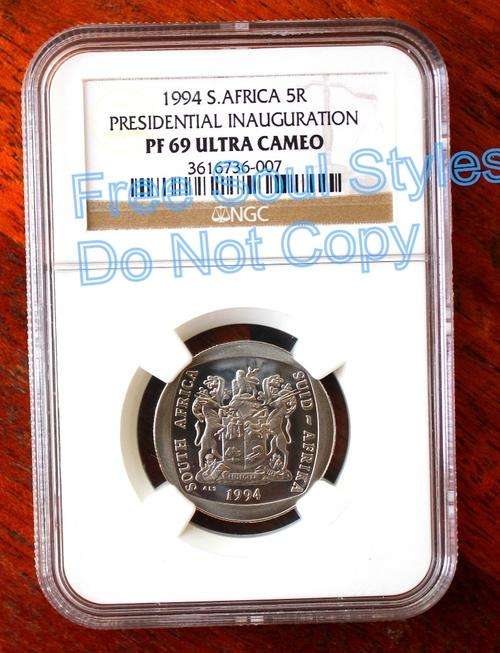 1994 S.AFRICA 5R
PRESIDENTIAL INAUGURATION
PF 69 ULTRA CAMEO
3616736-007
NGC
Free Soul Styles
Do Not Copy
SOUTH AFRICA
SUID - AFRIKA
ALS
1994